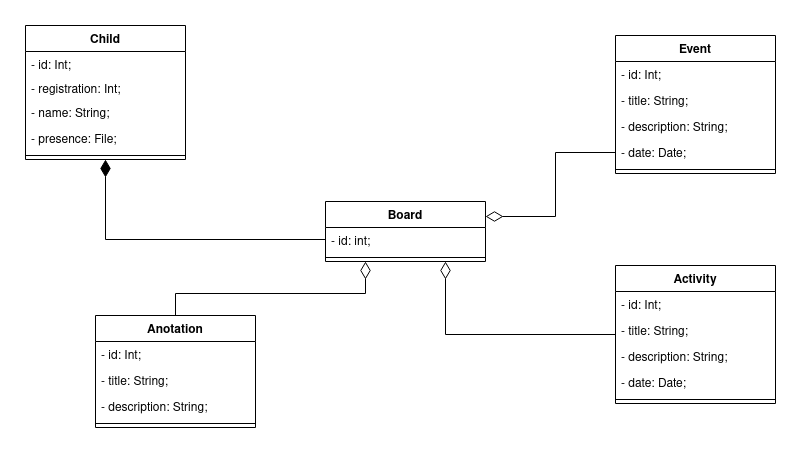 Child
- id: Int;
- registration: Int;
- name: String;
- presence: File;
Event
- id: Int;
- title: String;
- description: String;
- date: Date;
Board
- id: int;
Anotation
- id: Int;
- title: String;
- description: String;
Activity
- id: Int;
- title: String;
- description: String;
- date: Date;